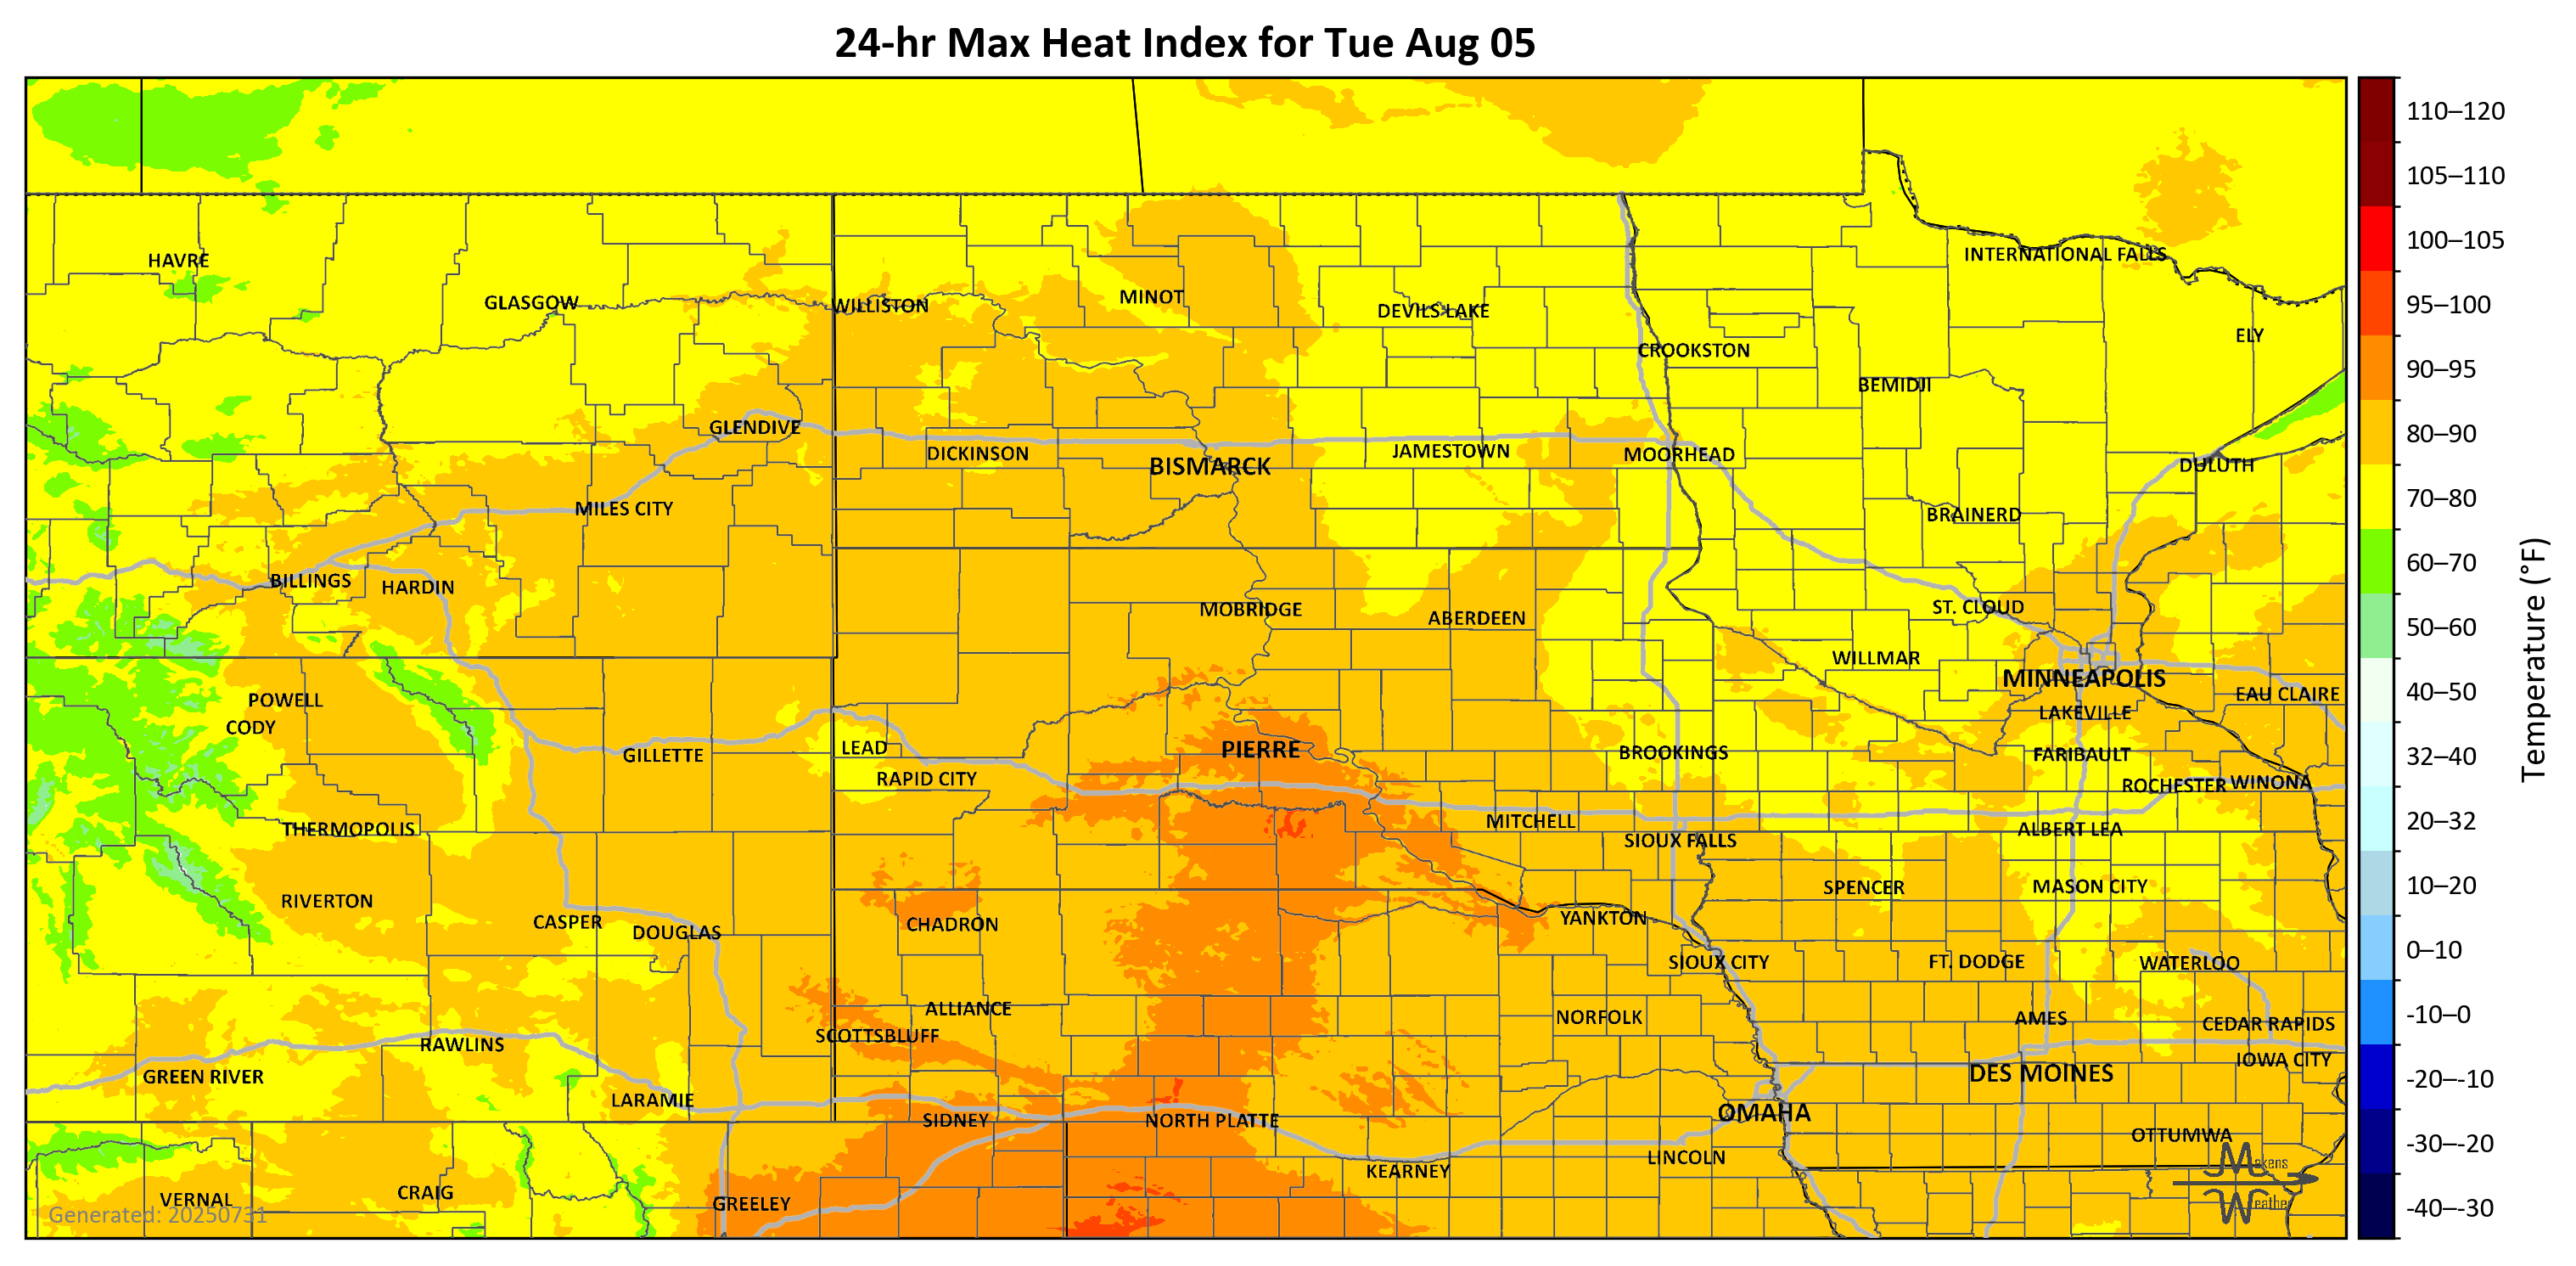 24-hr Max Heat Index for Tue Aug 05
110–120
105–110
100–105
95–100
90–95
80–90
70–80
60–70
50–60
40–50
32–40
20–32
10–20
0–10
-10–0
-20–-10
-30–-20
-40–-30
Temperature (°F)
HAVRE
INTERNATIONAL FALLS
GLASGOW
WILLISTON
MINOT
DEVILS LAKE
ELY
CROOKSTON
BEMIDJI
GLENDIVE
DICKINSON
BISMARCK
JAMESTOWN
MOORHEAD
DULUTH
MILES CITY
BRAINERD
BILLINGS
HARDIN
MOBRIDGE
ABERDEEN
ST. CLOUD
WILLMAR
MINNEAPOLIS
EAU CLAIRE
POWELL
CODY
LAKEVILLE
GILLETTE
LEAD
PIERRE
BROOKINGS
FARIBAULT
RAPID CITY
ROCHESTER
WINONA
THERMOPOLIS
MITCHELL
SIOUX FALLS
ALBERT LEA
RIVERTON
SPENCER
MASON CITY
CASPER
DOUGLAS
CHADRON
YANKTON
SIOUX CITY
FT. DODGE
WATERLOO
ALLIANCE
NORFOLK
AMES
CEDAR RAPIDS
SCOTTSBLUFF
RAWLINS
IOWA CITY
GREEN RIVER
DES MOINES
LARAMIE
SIDNEY
NORTH PLATTE
OMAHA
OTTUMWA
LINCOLN
KEARNEY
VERNAL
CRAIG
GREELEY
Makens
Weather
Generated: 20250731